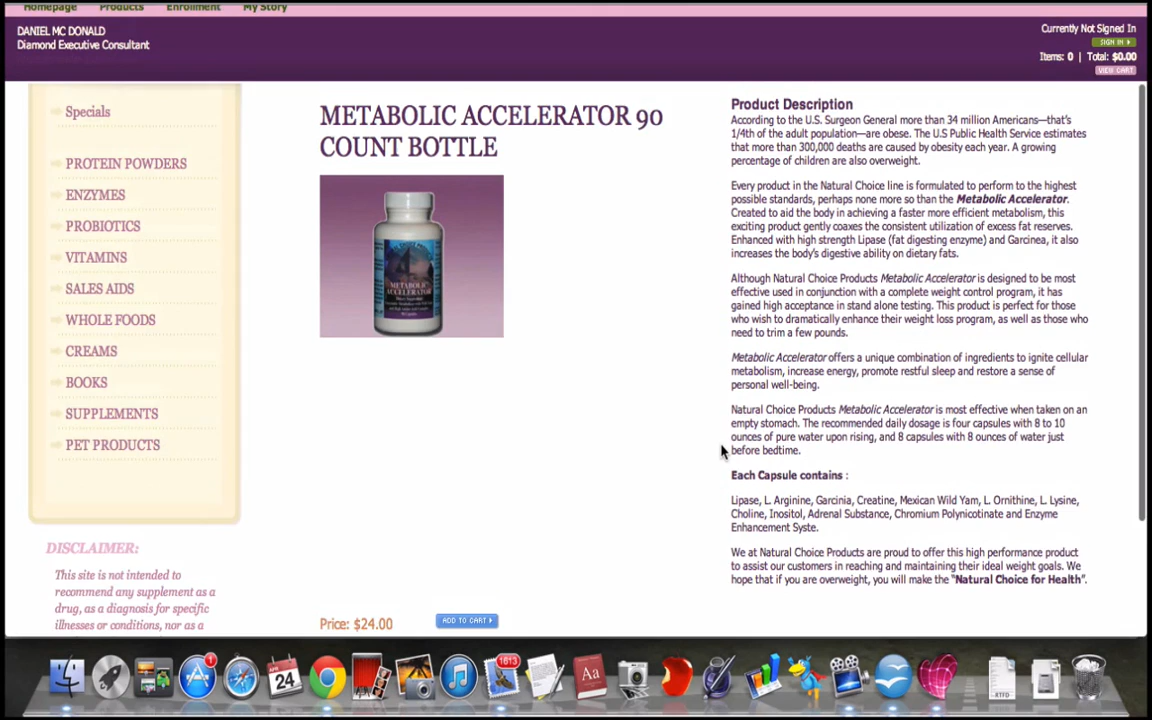 Homepage Products Enrollment My Story
DANIEL MC DONALD
Diamond Executive Consultant
Currently Not Signed In
SIGN IN
Items: 0 | Total: $0.00
VIEW CART
Specials
PROTEIN POWDERS
ENZYMES
PROBIOTICS
VITAMINS
SALES AIDS
WHOLE FOODS
CREAMS
BOOKS
SUPPLEMENTS
PET PRODUCTS
DISCLAIMER:
This site is not intended to
recommend any supplement as a
drug, as a diagnosis for specific
illnesses or conditions, nor as a
METABOLIC ACCELERATOR 90
COUNT BOTTLE
METABOLIC
ACCELERATOR
Price: $24.00
ADD TO CART
Product Description
According to the U.S. Surgeon General more than 34 million Americans—that's
1/4th of the adult population—are obese. The U.S Public Health Service estimates
that more than 300,000 deaths are caused by obesity each year. A growing
percentage of children are also overweight.
Every product in the Natural Choice line is formulated to perform to the highest
possible standards, perhaps none more so than the Metabolic Accelerator.
Created to aid the body in achieving a faster more efficient metabolism, this
exciting product gently coaxes the consistent utilization of excess fat reserves.
Enhanced with high strength Lipase (fat digesting enzyme) and Garcinea, it also
increases the body's digestive ability on dietary fats.
Although Natural Choice Products Metabolic Accelerator is designed to be most
effective used in conjunction with a complete weight control program, it has
gained high acceptance in stand alone testing. This product is perfect for those
who wish to dramatically enhance their weight loss program, as well as those who
need to trim a few pounds.
Metabolic Accelerator offers a unique combination of ingredients to ignite cellular
metabolism, increase energy, promote restful sleep and restore a sense of
personal well-being.
Natural Choice Products Metabolic Accelerator is most effective when taken on an
empty stomach. The recommended daily dosage is four capsules with 8 to 10
ounces of pure water upon rising, and 8 capsules with 8 ounces of water just
before bedtime.
Each Capsule contains :
Lipase, L. Arginine, Garcinia, Creatine, Mexican Wild Yam, L. Ornithine, L. Lysine,
Choline, Inositol, Adrenal Substance, Chromium Polynicotinate and Enzyme
Enhancement Syste.
We at Natural Choice Products are proud to offer this high performance product
to assist our customers in reaching and maintaining their ideal weight goals. We
hope that if you are overweight, you will make the "Natural Choice for Health".
1
APR
24
1613
Aa
RTFD